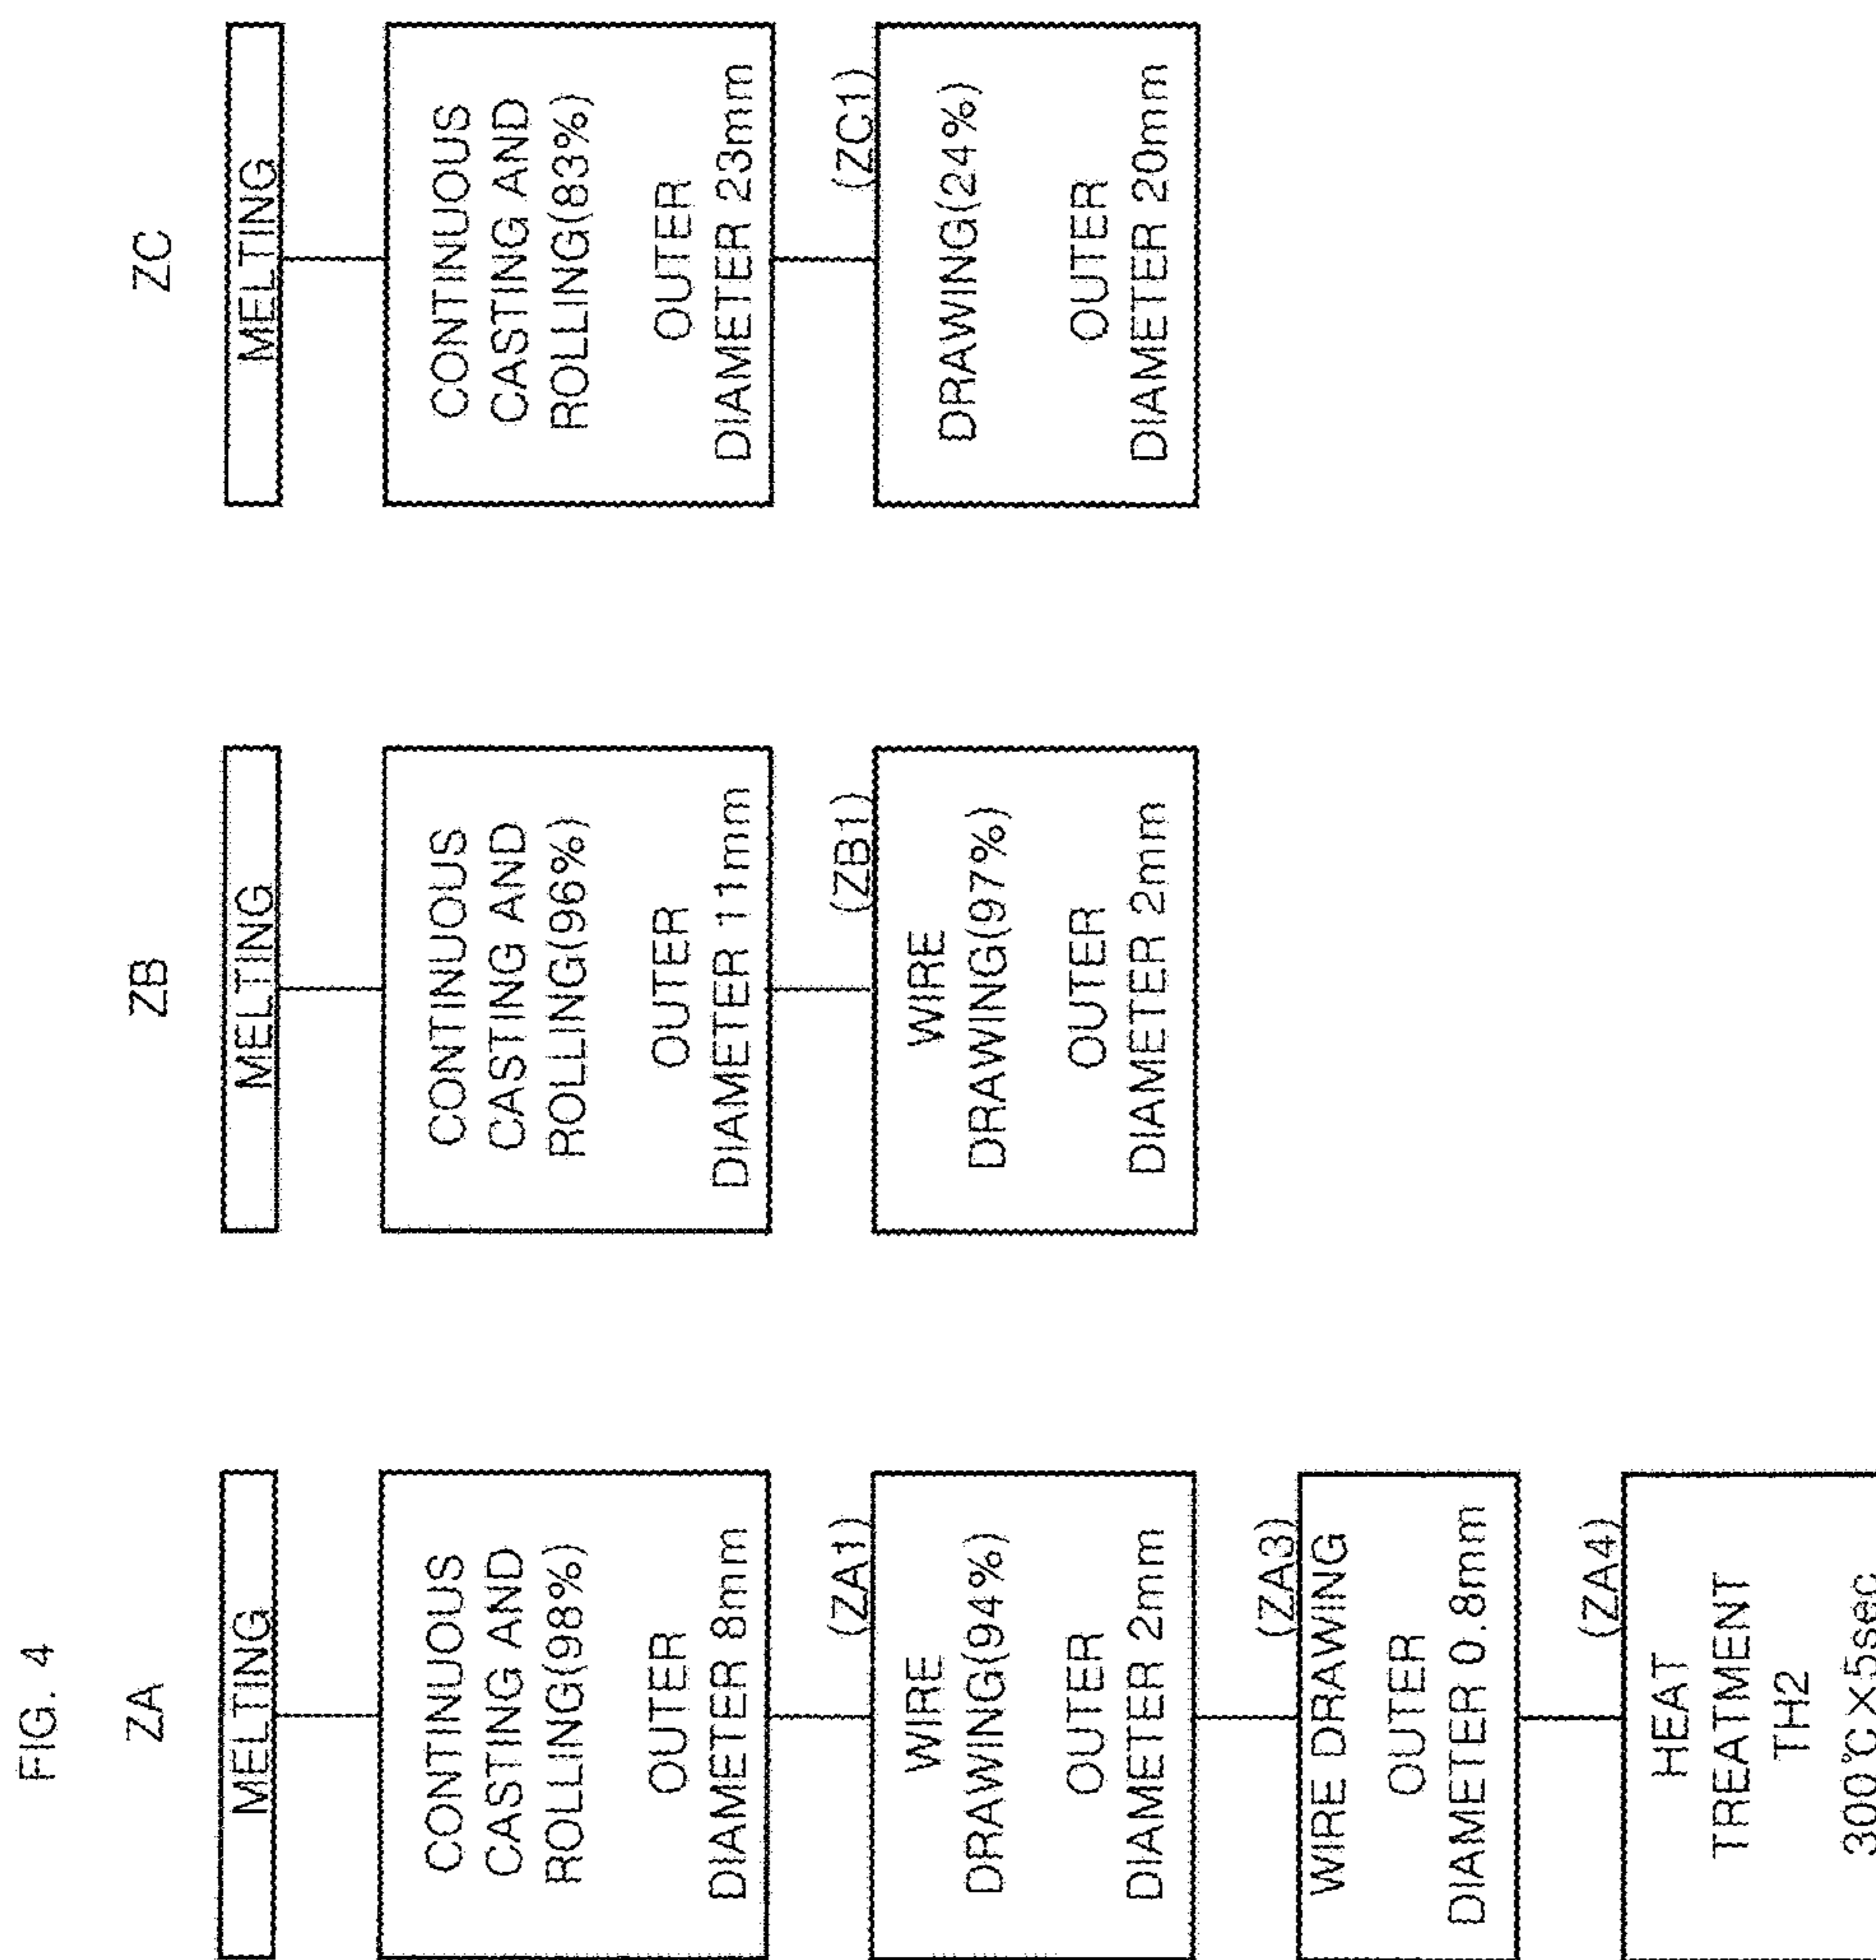 FIG. 4
ZA
MELTING
CONTINUOUS
CASTING AND
ROLLING(98%)
OUTER
DIAMETER 8mm
(ZA1)
WIRE
DRAWING(94%)
OUTER
DIAMETER 2mm
(ZA3)
WIRE DRAWING
OUTER
DIAMETER 0.8mm
(ZA4)
HEAT
TREATMENT
TH2
300℃×5sec
ZB
MELTING
CONTINUOUS
CASTING AND
ROLLING(96%)
OUTER
DIAMETER 11mm
(ZB1)
WIRE
DRAWING(97%)
OUTER
DIAMETER 2mm
ZC
MELTING
CONTINUOUS
CASTING AND
ROLLING(83%)
OUTER
DIAMETER 23mm
(ZC1)
DRAWING(24%)
OUTER
DIAMETER 20mm